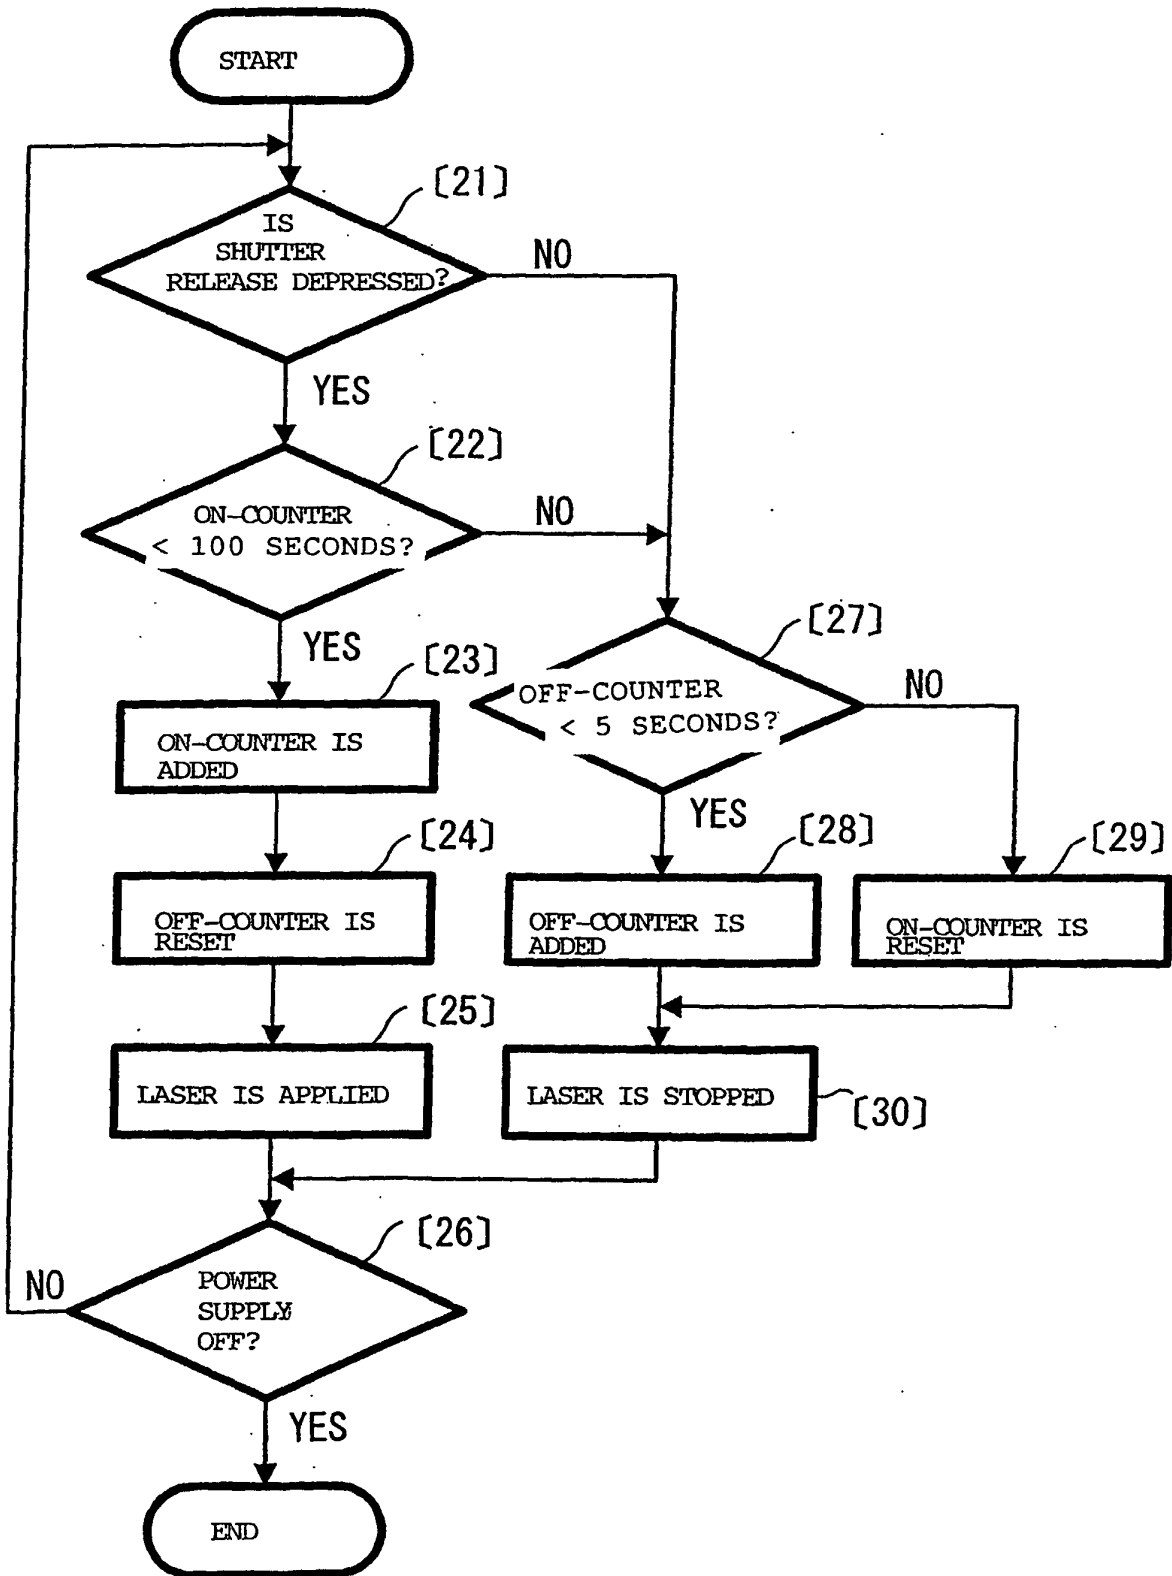 START
[21]
IS
SHUTTER
RELEASE DEPRESSED?
NO
YES
[22]
ON-COUNTER
< 100 SECONDS?
NO
YES
[23]
ON-COUNTER IS
ADDED
[27]
OFF-COUNTER
< 5 SECONDS?
NO
YES
[24]
OFF-COUNTER IS
RESET
[28]
OFF-COUNTER IS
ADDED
[29]
ON-COUNTER IS
RESET
[25]
LASER IS APPLIED
LASER IS STOPPED
[30]
[26]
POWER
SUPPLY
OFF?
NO
YES
END